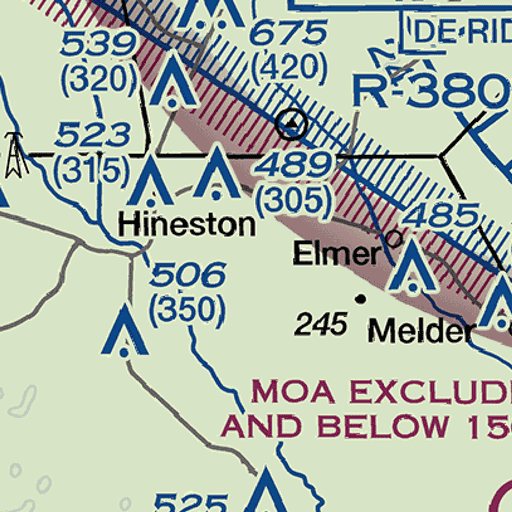 539
(320)
675
(420)
DE-RID
R-380
523
(315)
489
(305)
485
Hineston
Elmer
506
(350)
245
Melder
MOA EXCLUD
AND BELOW 15
525